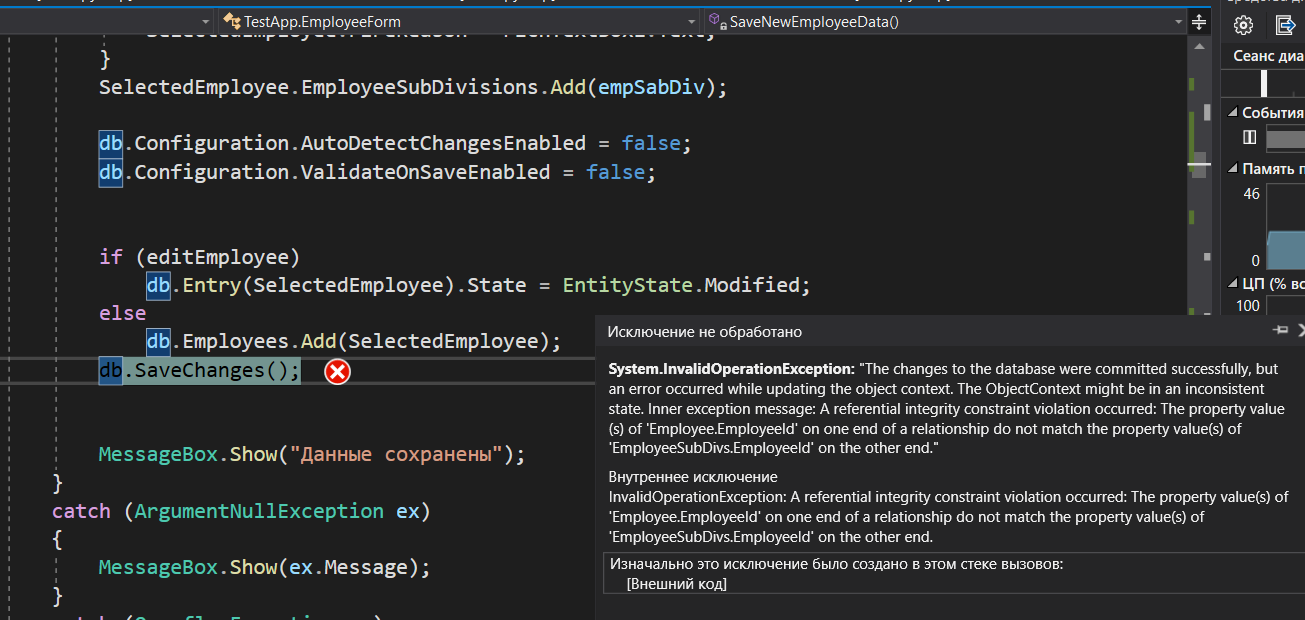 TestApp.EmployeeForm
SaveNewEmployeeData()
}
SelectedEmployee.EmployeeSubDivisions.Add(empSabDiv);
db.Configuration.AutoDetectChangesEnabled = false;
db.Configuration.ValidateOnSaveEnabled = false;
if (editEmployee)
db.Entry(SelectedEmployee).State = EntityState.Modified;
else
db.Employees.Add(SelectedEmployee);
db.SaveChanges();
MessageBox.Show("Данные сохранены");
}
catch (ArgumentNullException ex)
{
MessageBox.Show(ex.Message);
}
Исключение не обработано
System.InvalidOperationException: "The changes to the database were committed successfully, but
an error occurred while updating the object context. The ObjectContext might be in an inconsistent
state. Inner exception message: A referential integrity constraint violation occurred: The property value
(s) of 'Employee.EmployeeId' on one end of a relationship do not match the property value(s) of
'EmployeeSubDivs.EmployeeId' on the other end."
Внутреннее исключение
InvalidOperationException: A referential integrity constraint violation occurred: The property value(s) of
'Employee.EmployeeId' on one end of a relationship do not match the property value(s) of
'EmployeeSubDivs.EmployeeId' on the other end.
Изначально это исключение было создано в этом стеке вызовов:
[Внешний код]
Сеанс диа
События
Память п
46
0
ЦП (% вс
100